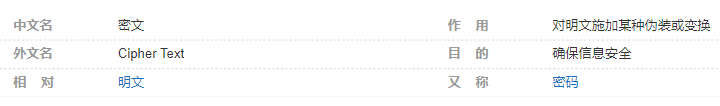 中文名 密文 作 用 对明文施加某种伪装或变换
外文名 Cipher Text 目 的 确保信息安全
相 对 明文 又 称 密码